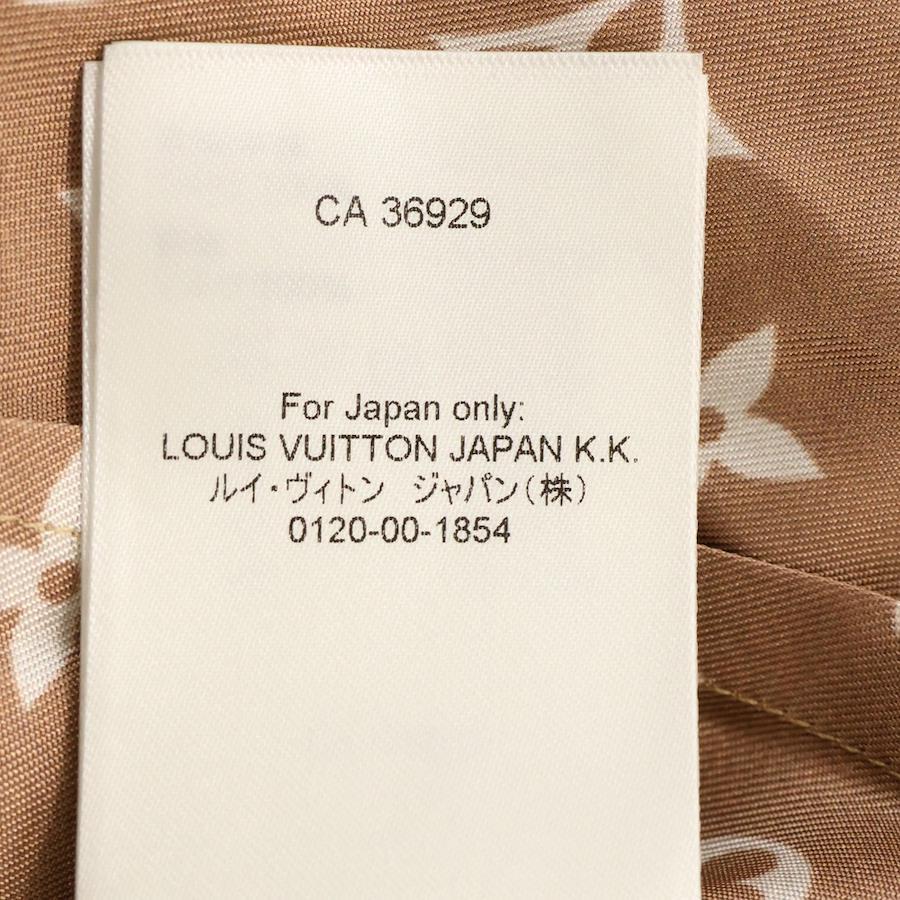 CA 36929
For Japan only:
LOUIS VUITTON JAPAN K.K.
ルイ・ヴィトン　ジャパン(株)
0120-00-1854